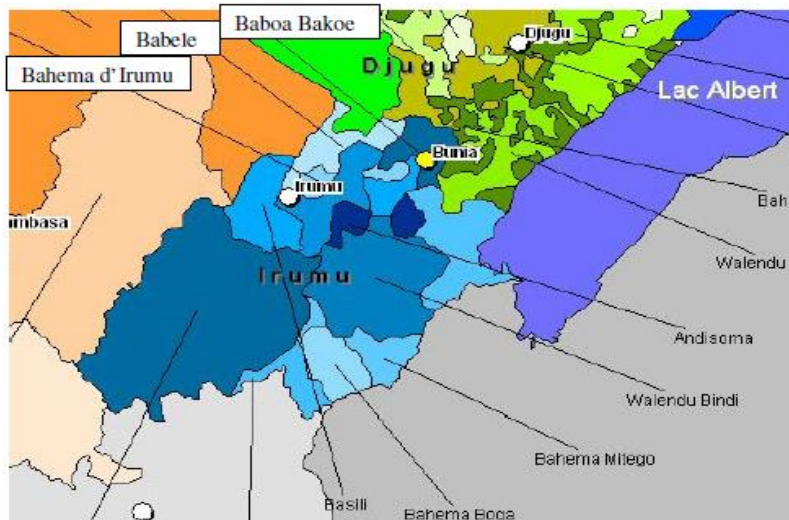 Baboa Bakoe
Babele
Bahema d'Irumu
Djugu
Djugu
Lac Albert
Bunia
Irumu
Bah
mbasa
Walendu
Irumu
Andisoma
Walendu Bindi
Bahema Mitego
Basili
Bahema Boga